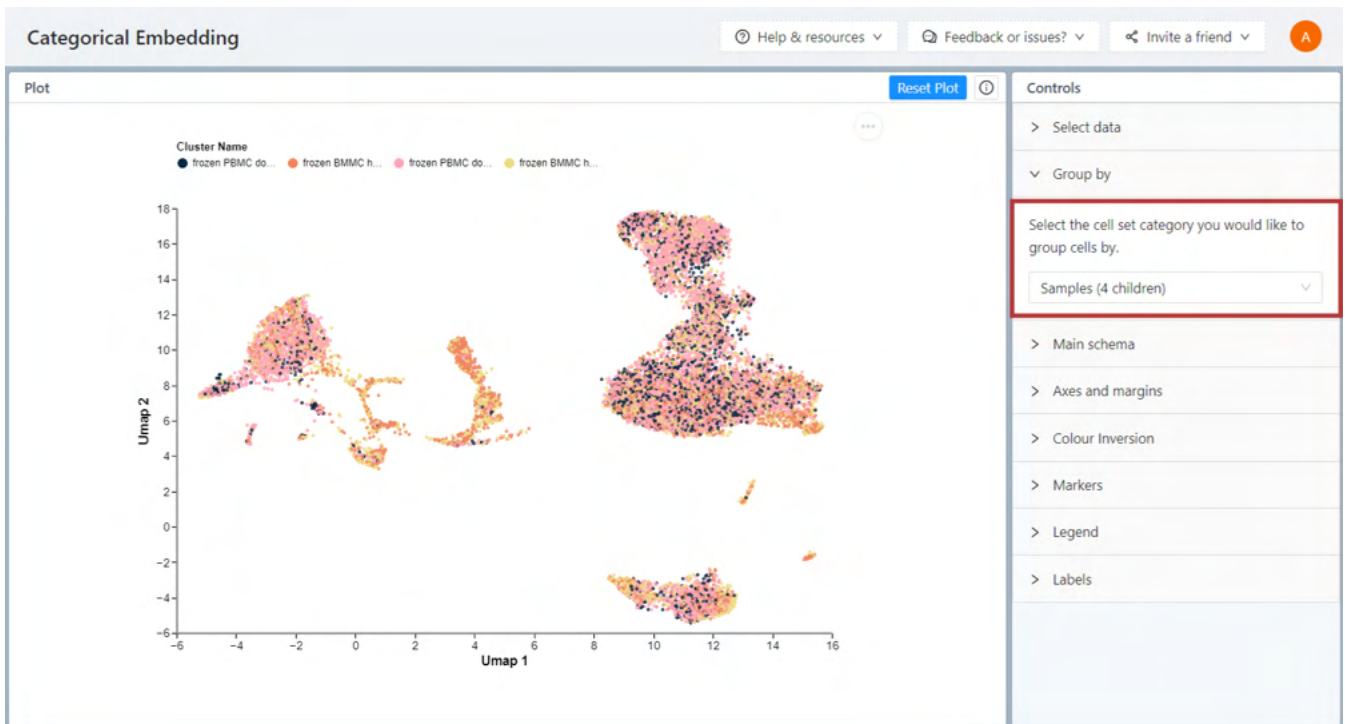 Categorical Embedding
Help & resources
Feedback or issues?
Invite a friend
A
Plot
Reset Plot
Controls
Select data
Group by
Select the cell set category you would like to
group cells by.
Samples (4 children)
Main schema
Axes and margins
Colour Inversion
Markers
Legend
Labels
Cluster Name
frozen PBMC do... frozen BMMC h... frozen PBMC do... frozen BMMC h...
18
16
14
12
10
8
6
4
2
0
−2
−4
−6
Umap 2
−6 −4 −2 0 2 4 6 8 10 12 14 16
Umap 1